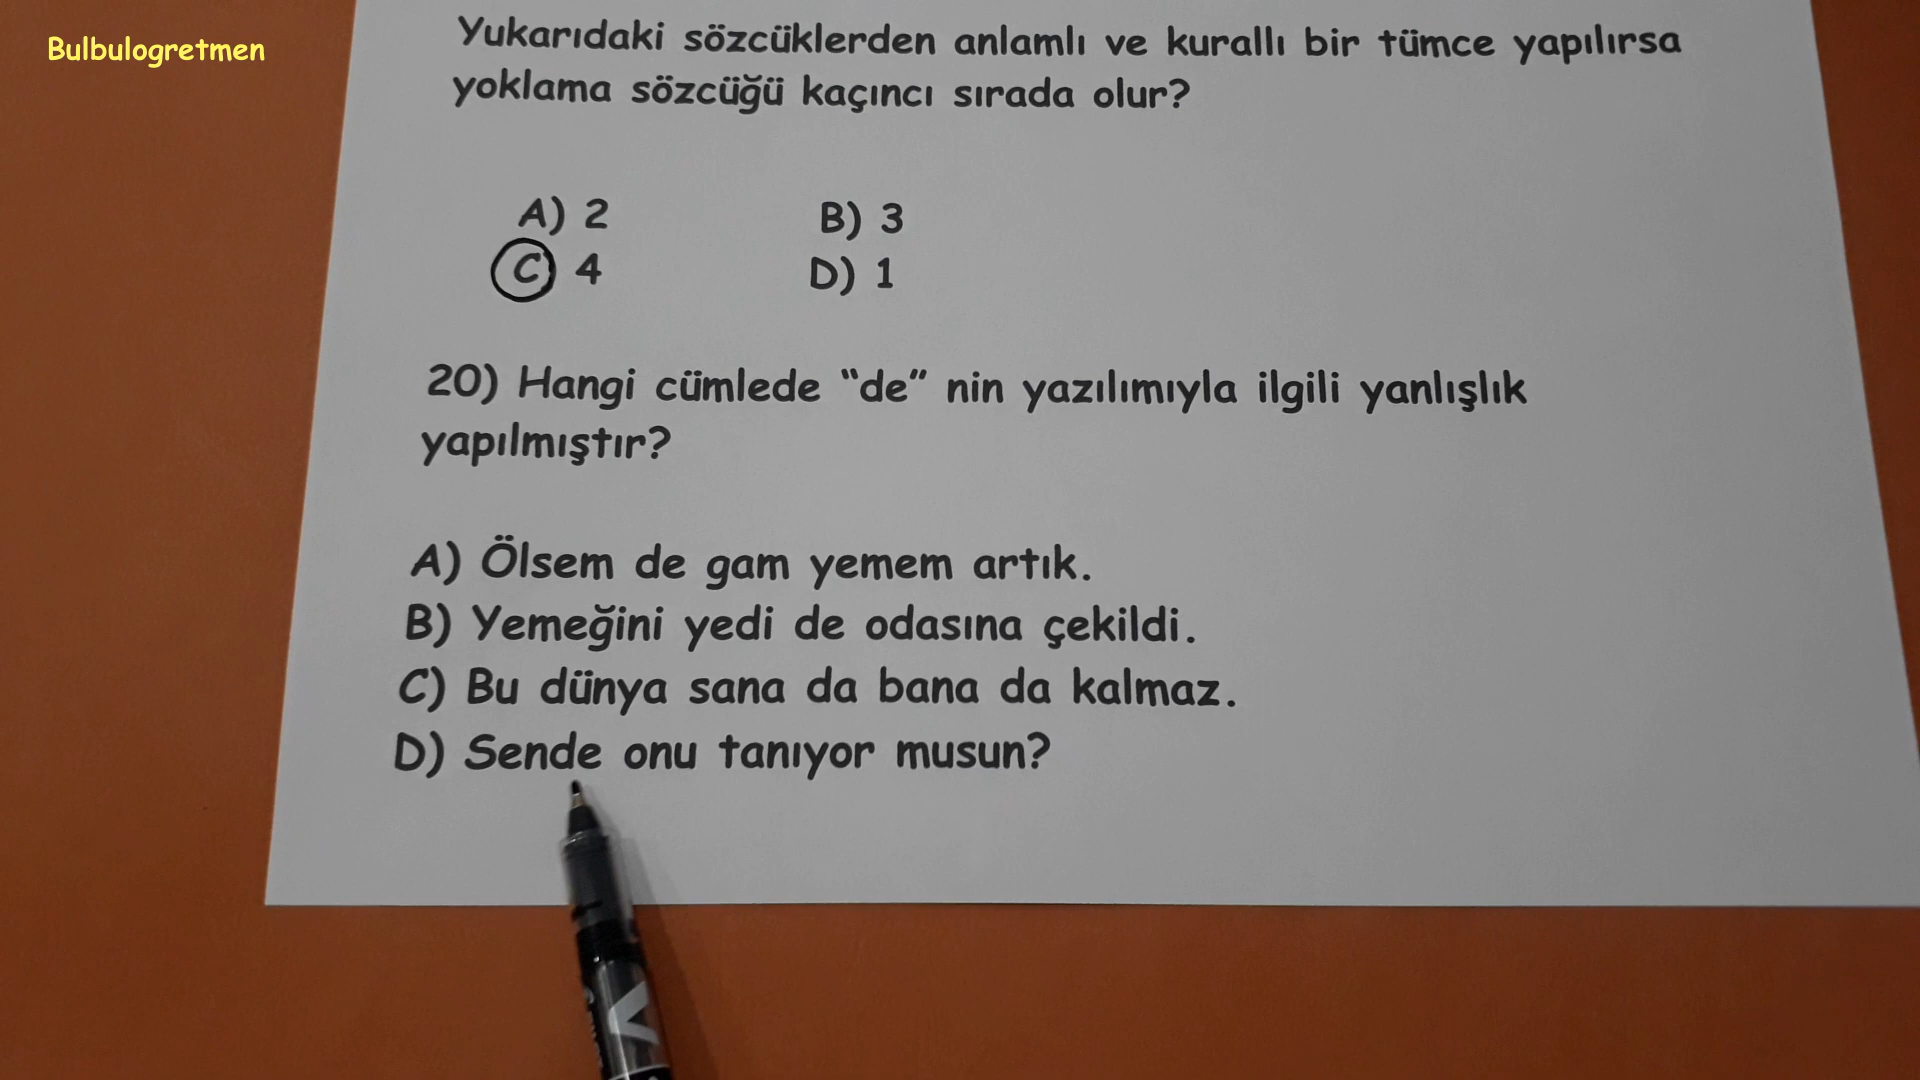 Bulbulogretmen
Yukarıdaki sözcüklerden anlamlı ve kurallı bir tümce yapılırsa
yoklama sözcüğü kaçıncı sırada olur?
A) 2 B) 3
C) 4 D) 1
20) Hangi cümlede “de” nin yazılımıyla ilgili yanlışlık
yapılmıştır?
A) Ölsem de gam yemem artık.
B) Yemeğini yedi de odasına çekildi.
C) Bu dünya sana da bana da kalmaz.
D) Sende onu tanıyor musun?